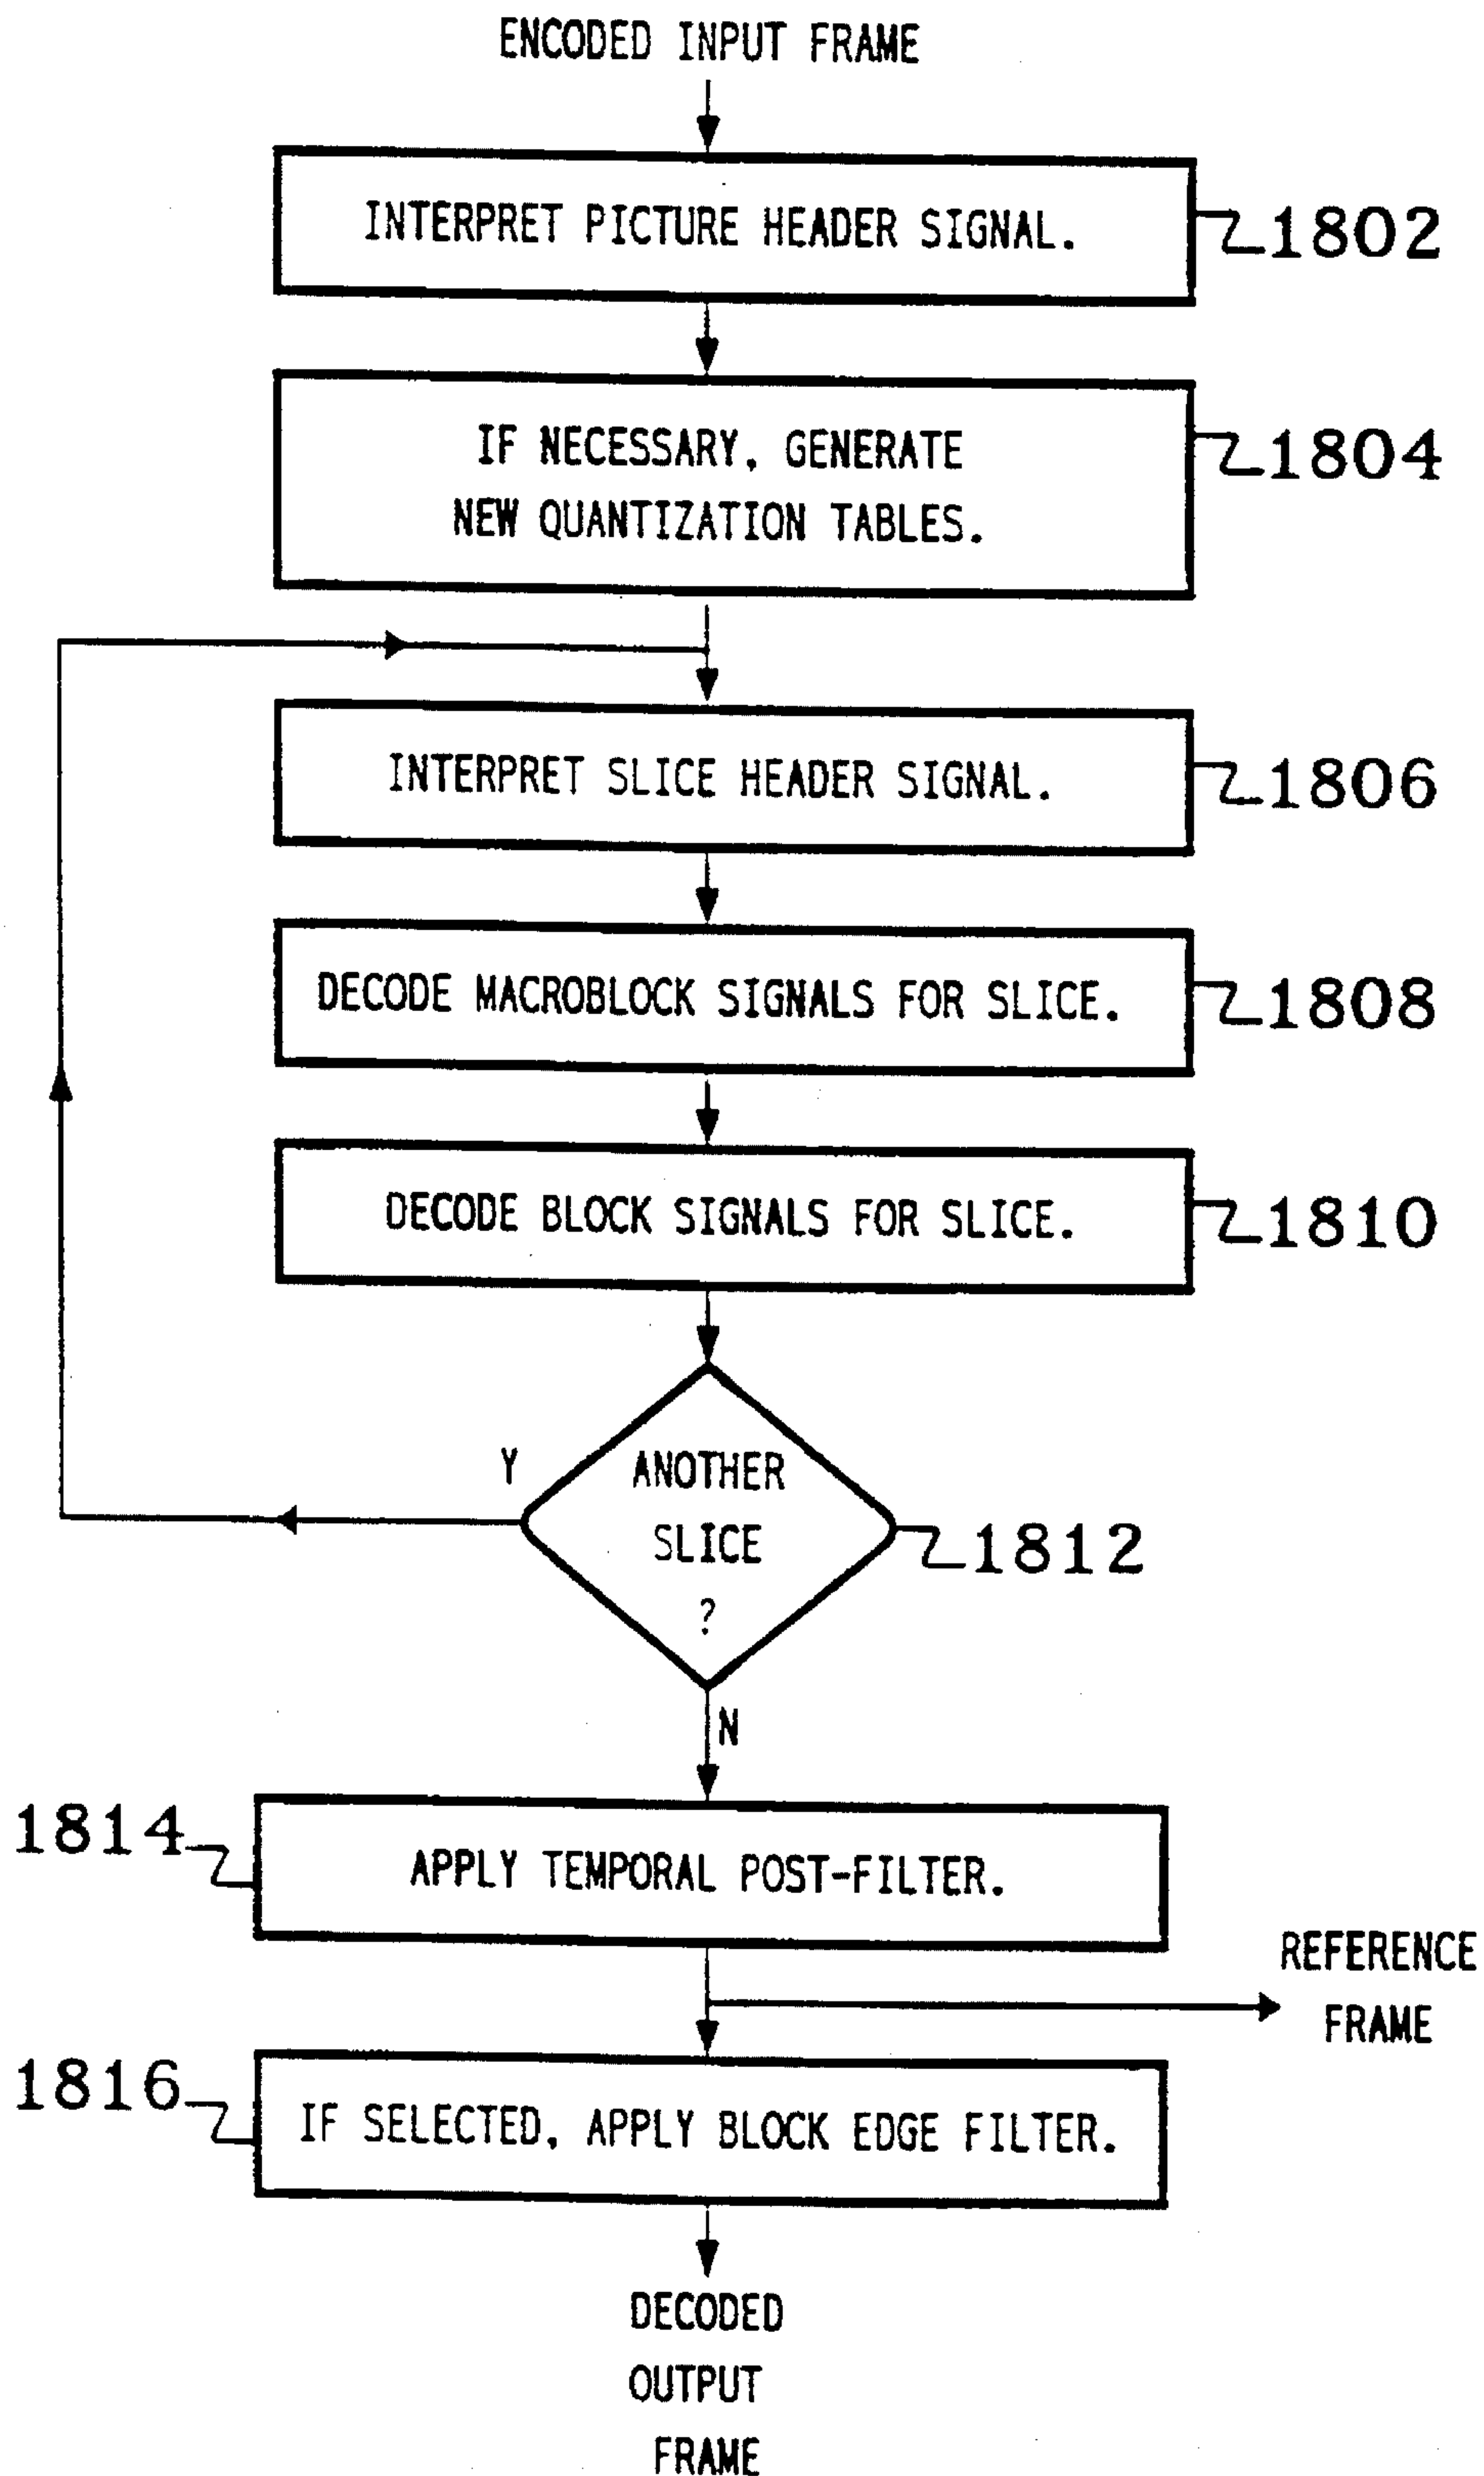 ENCODED INPUT FRAME
INTERPRET PICTURE HEADER SIGNAL.
1802
IF NECESSARY, GENERATE
NEW QUANTIZATION TABLES.
1804
INTERPRET SLICE HEADER SIGNAL.
1806
DECODE MACROBLOCK SIGNALS FOR SLICE.
1808
DECODE BLOCK SIGNALS FOR SLICE.
1810
Y
ANOTHER
SLICE
?
1812
N
1814
APPLY TEMPORAL POST-FILTER.
REFERENCE
FRAME
1816
IF SELECTED, APPLY BLOCK EDGE FILTER.
DECODED
OUTPUT
FRAME